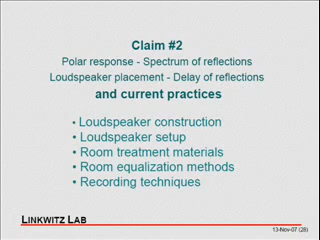 Claim #2
Polar response - Spectrum of reflections
Loudspeaker placement - Delay of reflections
and current practices
• Loudspeaker construction
• Loudspeaker setup
• Room treatment materials
• Room equalization methods
• Recording techniques
LINKWITZ LAB
13-Nov-07 (26)